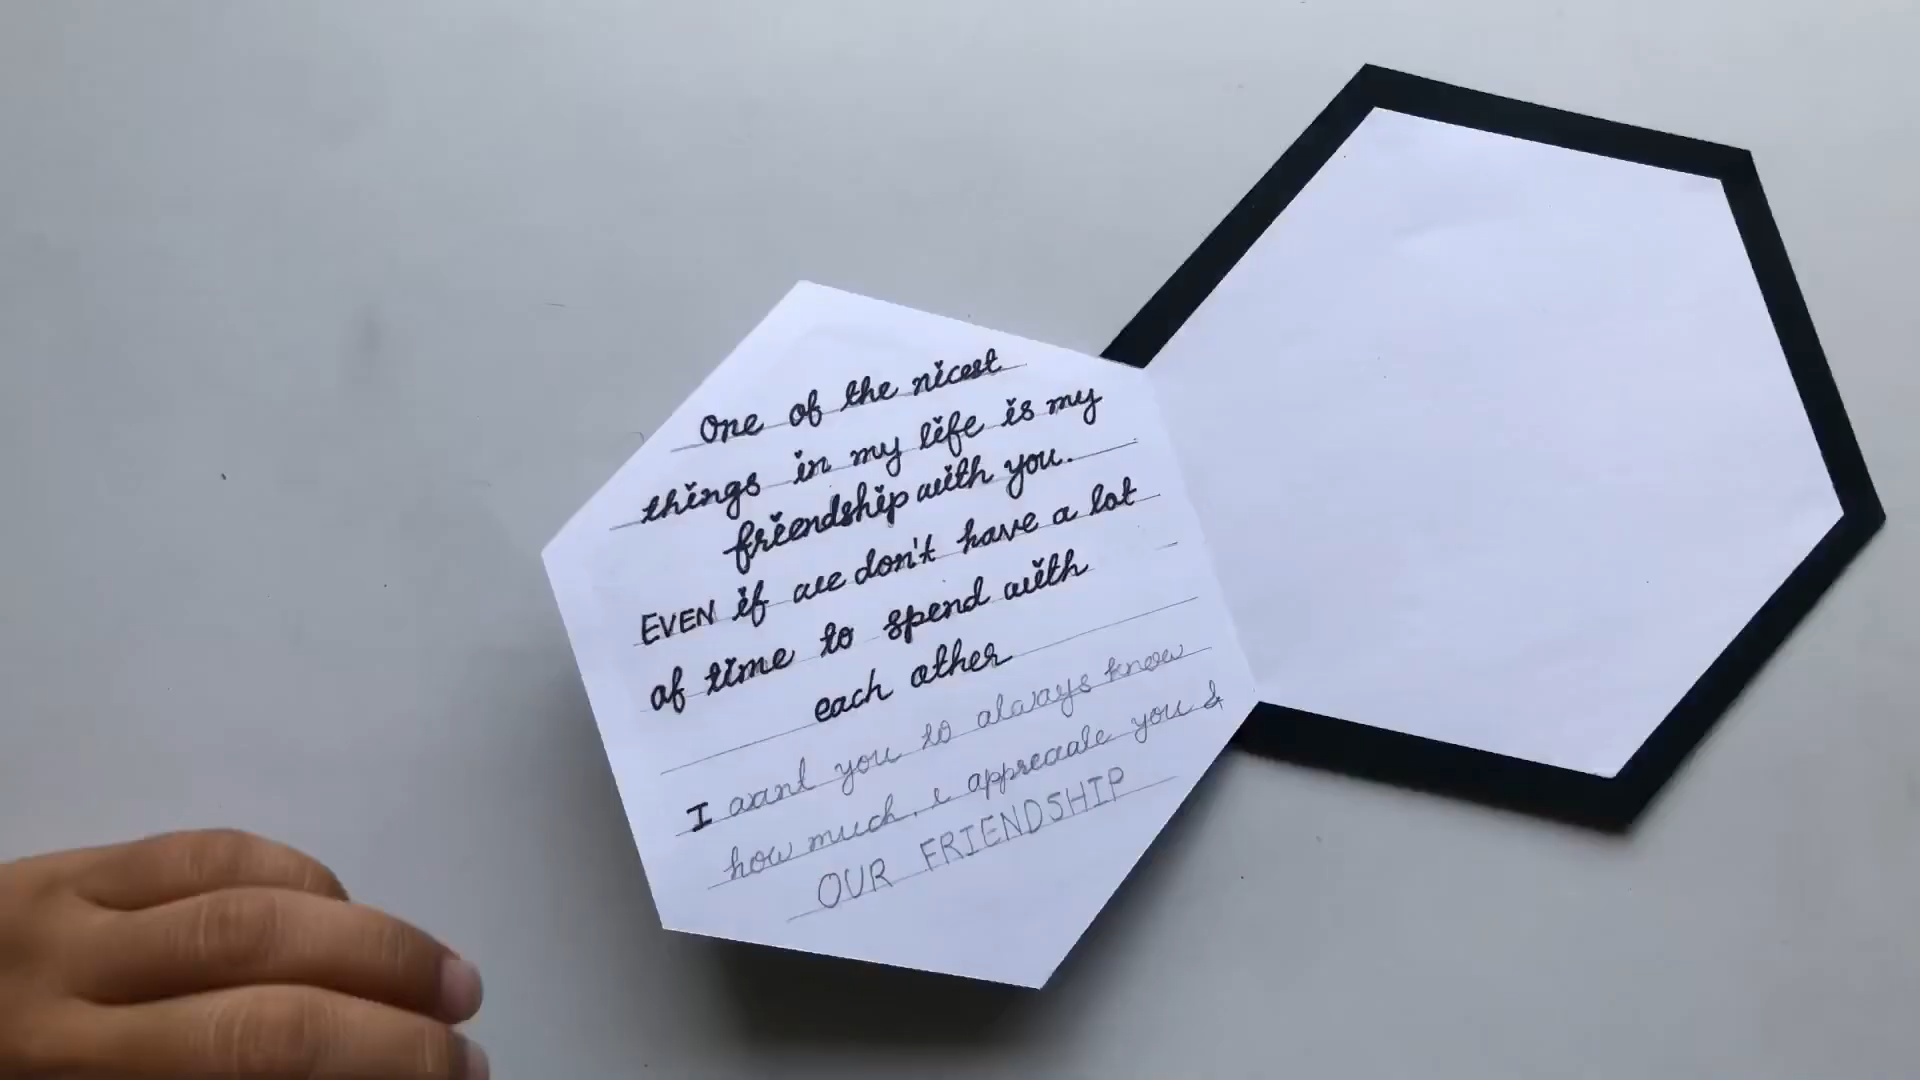 One of the nicest
things in my life is my
friendship with you.
EVEN if we don't have a lot
of time to spend with
each other
I want you to always know
how much, i appreciate you &
OUR FRIENDSHIP